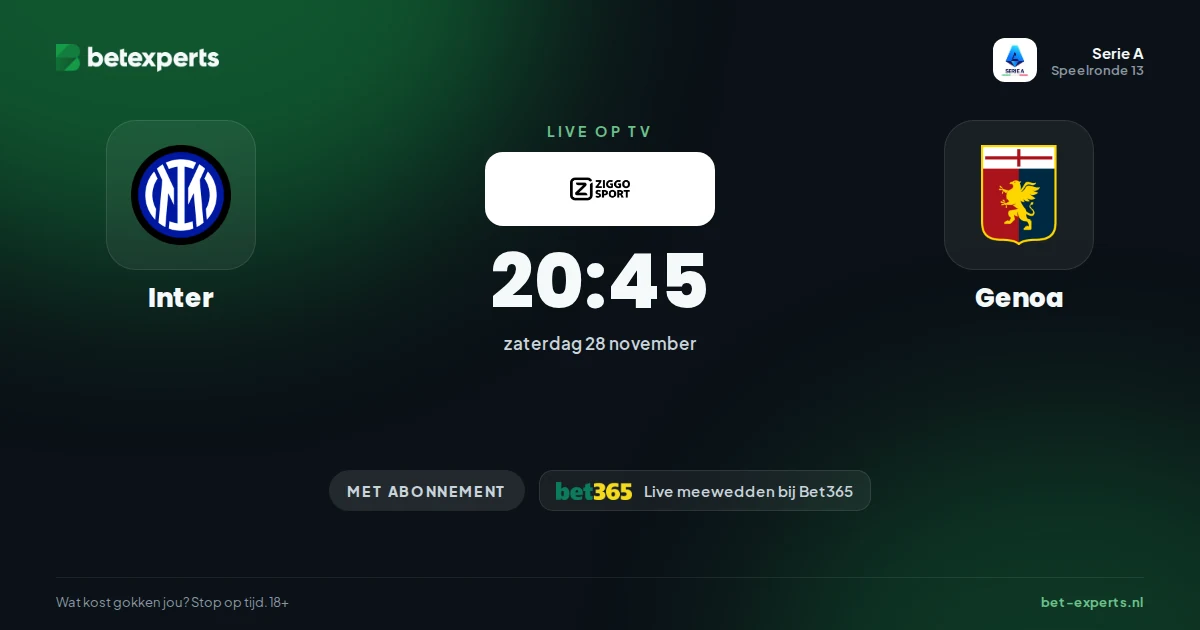 betexperts
SERIE A
Serie A
Speelronde 13
LIVE OP TV
Z ZIGGO
SPORT
20:45
zaterdag 28 november
Inter
Genoa
MET ABONNEMENT
bet365 Live meewedden bij Bet365
Wat kost gokken jou? Stop op tijd. 18+
bet-experts.nl